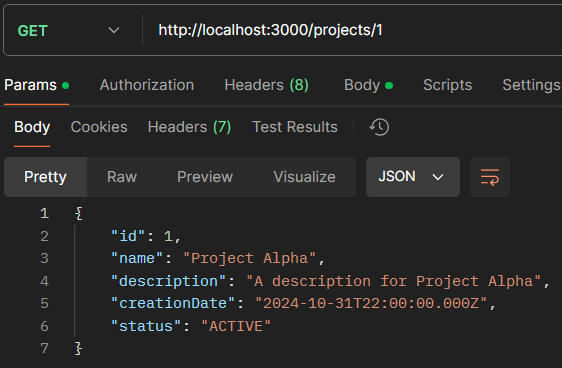 GET http://localhost:3000/projects/1
Params Authorization Headers (8) Body Scripts Settings
Body Cookies Headers (7) Test Results
Pretty Raw Preview Visualize JSON
1 {
2 "id": 1,
3 "name": "Project Alpha",
4 "description": "A description for Project Alpha",
5 "creationDate": "2024-10-31T22:00:00.000Z",
6 "status": "ACTIVE"
7 }